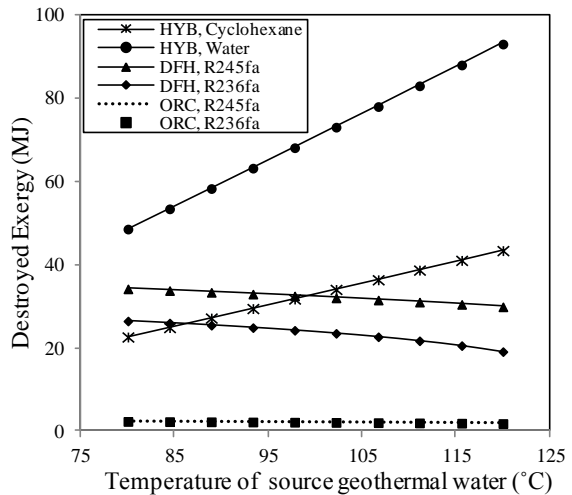 100
80
60
40
20
0
Destroyed Exergy (MJ)
HYB, Cyclohexane
HYB, Water
DFH, R245fa
DFH, R236fa
ORC, R245fa
ORC, R236fa
75 85 95 105 115 125
Temperature of source geothermal water (˚C)